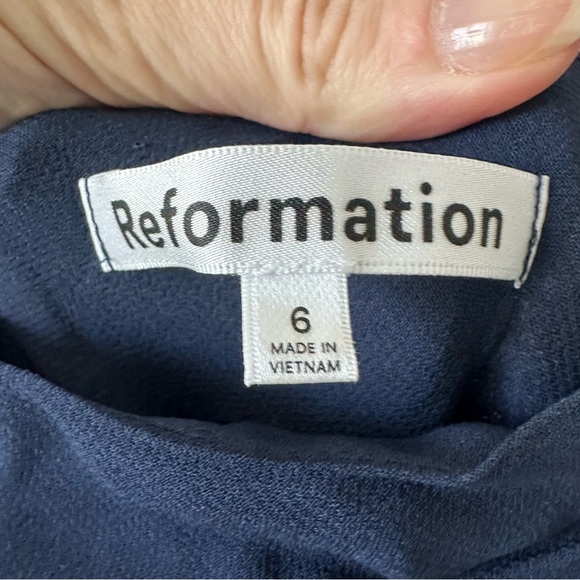 Reformation
6
MADE IN
VIETNAM